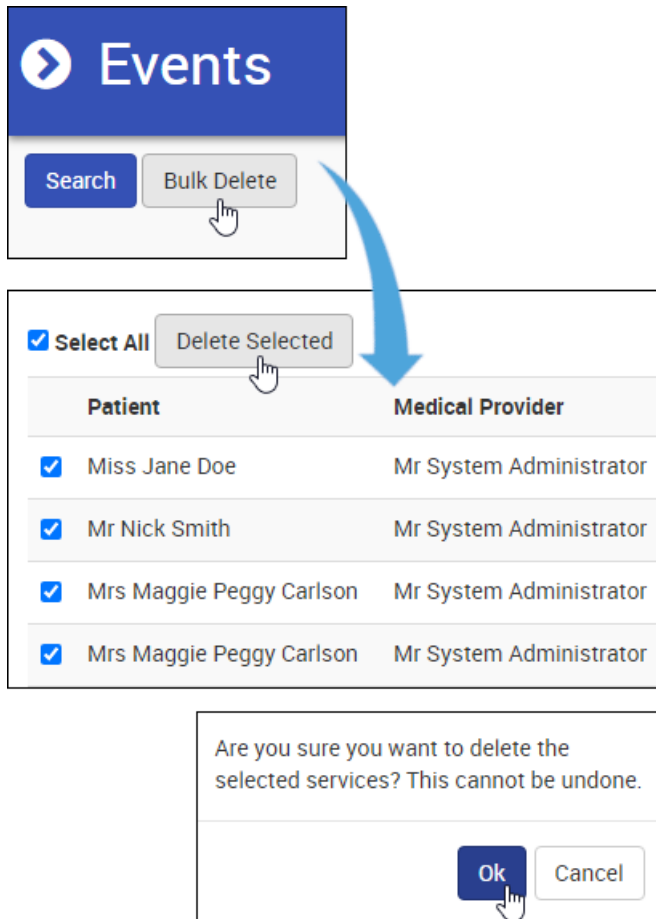 Events
Search Bulk Delete
Select All Delete Selected
Patient Medical Provider
Miss Jane Doe Mr System Administrator
Mr Nick Smith Mr System Administrator
Mrs Maggie Peggy Carlson Mr System Administrator
Mrs Maggie Peggy Carlson Mr System Administrator
Are you sure you want to delete the
selected services? This cannot be undone.
Ok Cancel